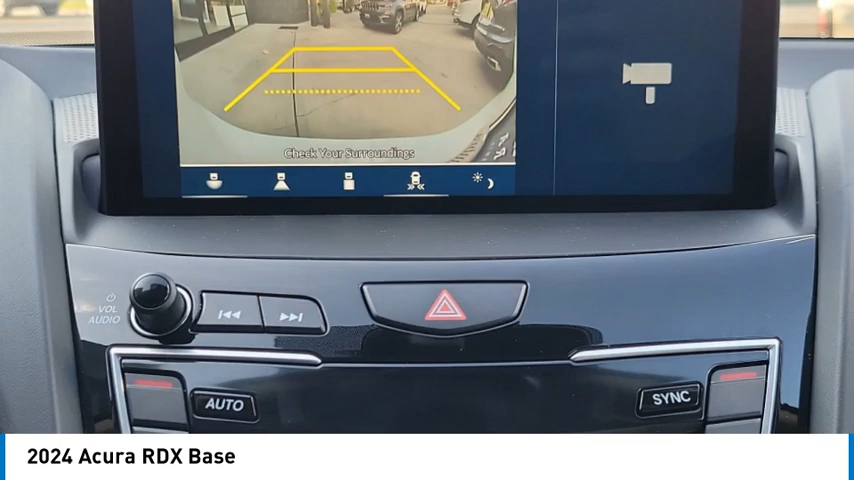 Check Your Surroundings
VOL
AUDIO
AUTO
SYNC
2024 Acura RDX Base